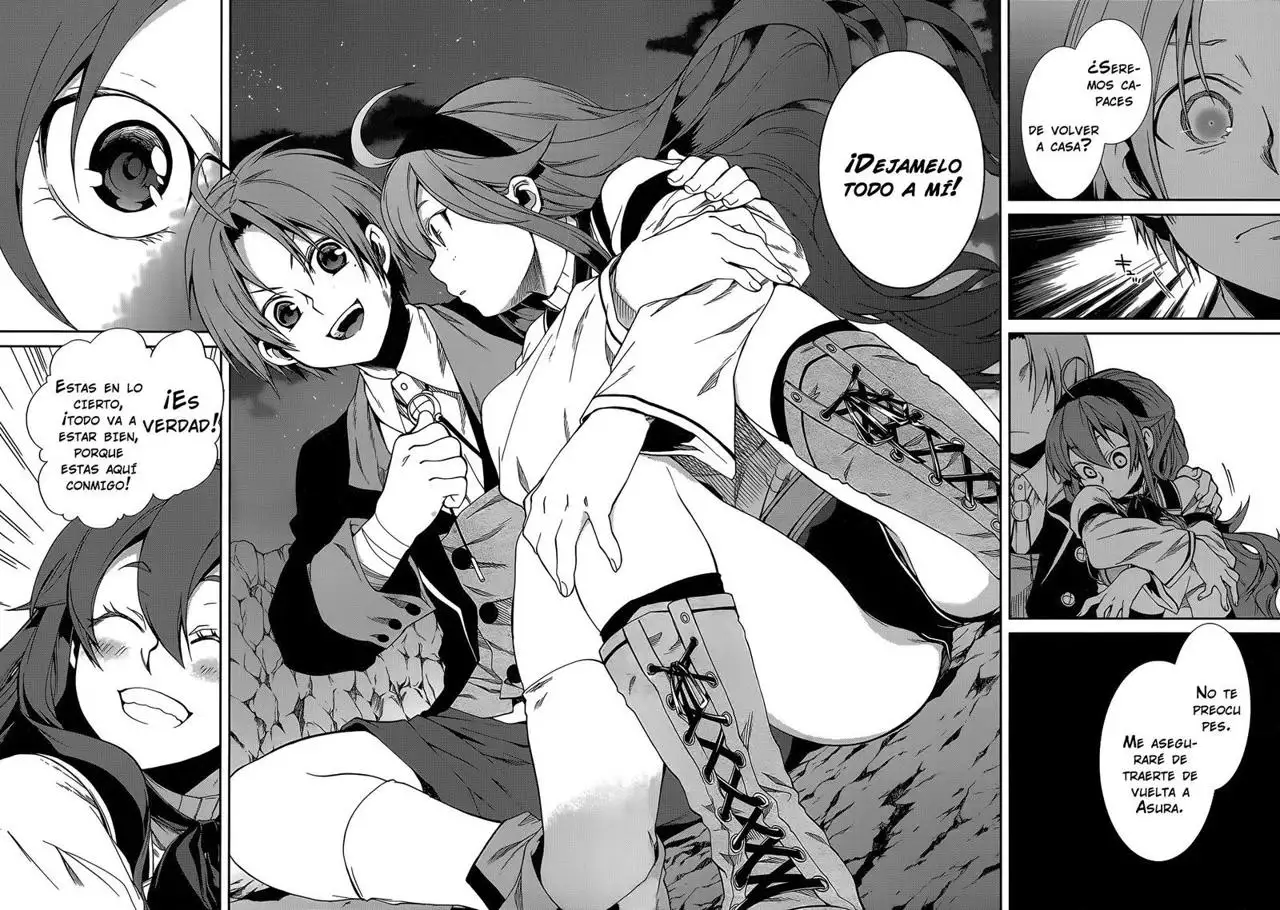 ¿SERE-
MOS CA-
PACES
DE VOLVER
A CASA?
NO TE
PREOCU
PES.
ME ASEGU-
RARÉ DE
TRAERTE DE
VUELTA A
ASURA.
¡DEJAMELO
TODO A MÍ!
¡ES
VERDAD!
ESTAS EN LO
CIERTO,
¡TODO VA A
ESTAR BIEN,
PORQUE
ESTAS AQUÍ
CONMIGO!